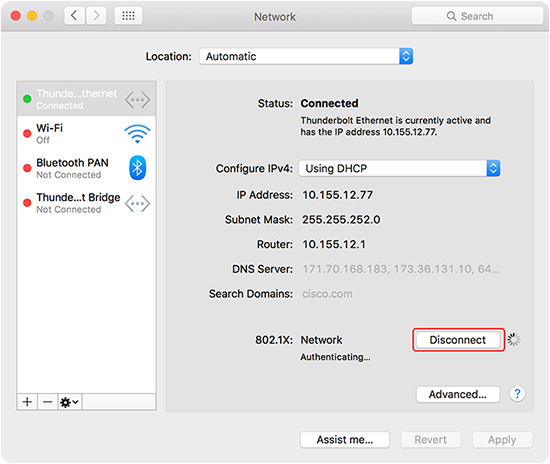 Network
Search
Location: Automatic
Thunde...thernet
Connected
Wi-Fi
Off
Bluetooth PAN
Not Connected
Thunde...t Bridge
Not Connected
Status: Connected
Thunderbolt Ethernet is currently active and
has the IP address 10.155.12.77.
Configure IPv4: Using DHCP
IP Address: 10.155.12.77
Subnet Mask: 255.255.252.0
Router: 10.155.12.1
DNS Server: 171.70.168.183, 173.36.131.10, 64...
Search Domains: cisco.com
802.1X: Network Disconnect
Authenticating...
Advanced... ?
Assist me... Revert Apply